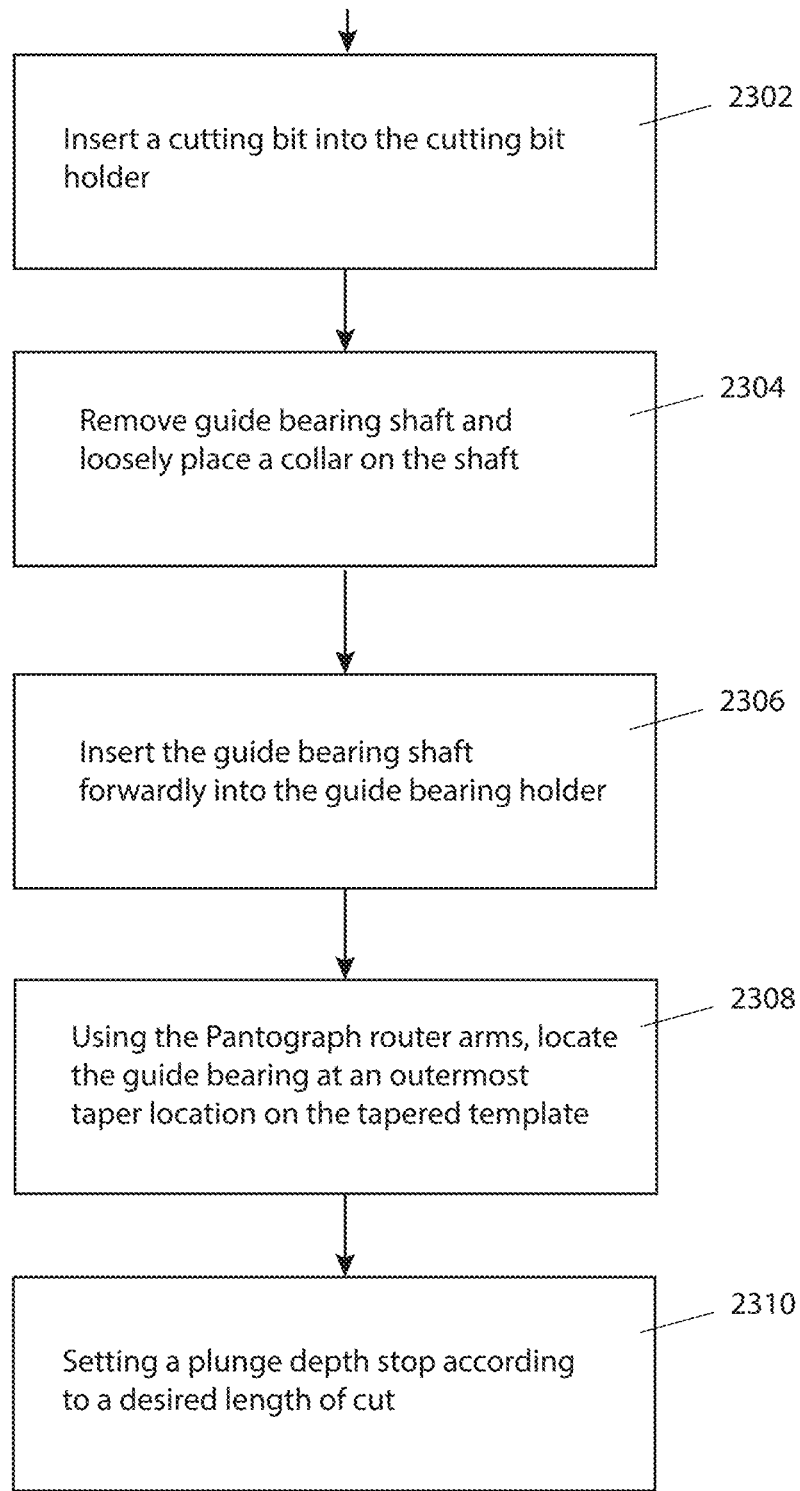 2302
Insert a cutting bit into the cutting bit
holder
2304
Remove guide bearing shaft and
loosely place a collar on the shaft
2306
Insert the guide bearing shaft
forwardly into the guide bearing holder
2308
Using the Pantograph router arms, locate
the guide bearing at an outermost
taper location on the tapered template
2310
Setting a plunge depth stop according
to a desired length of cut